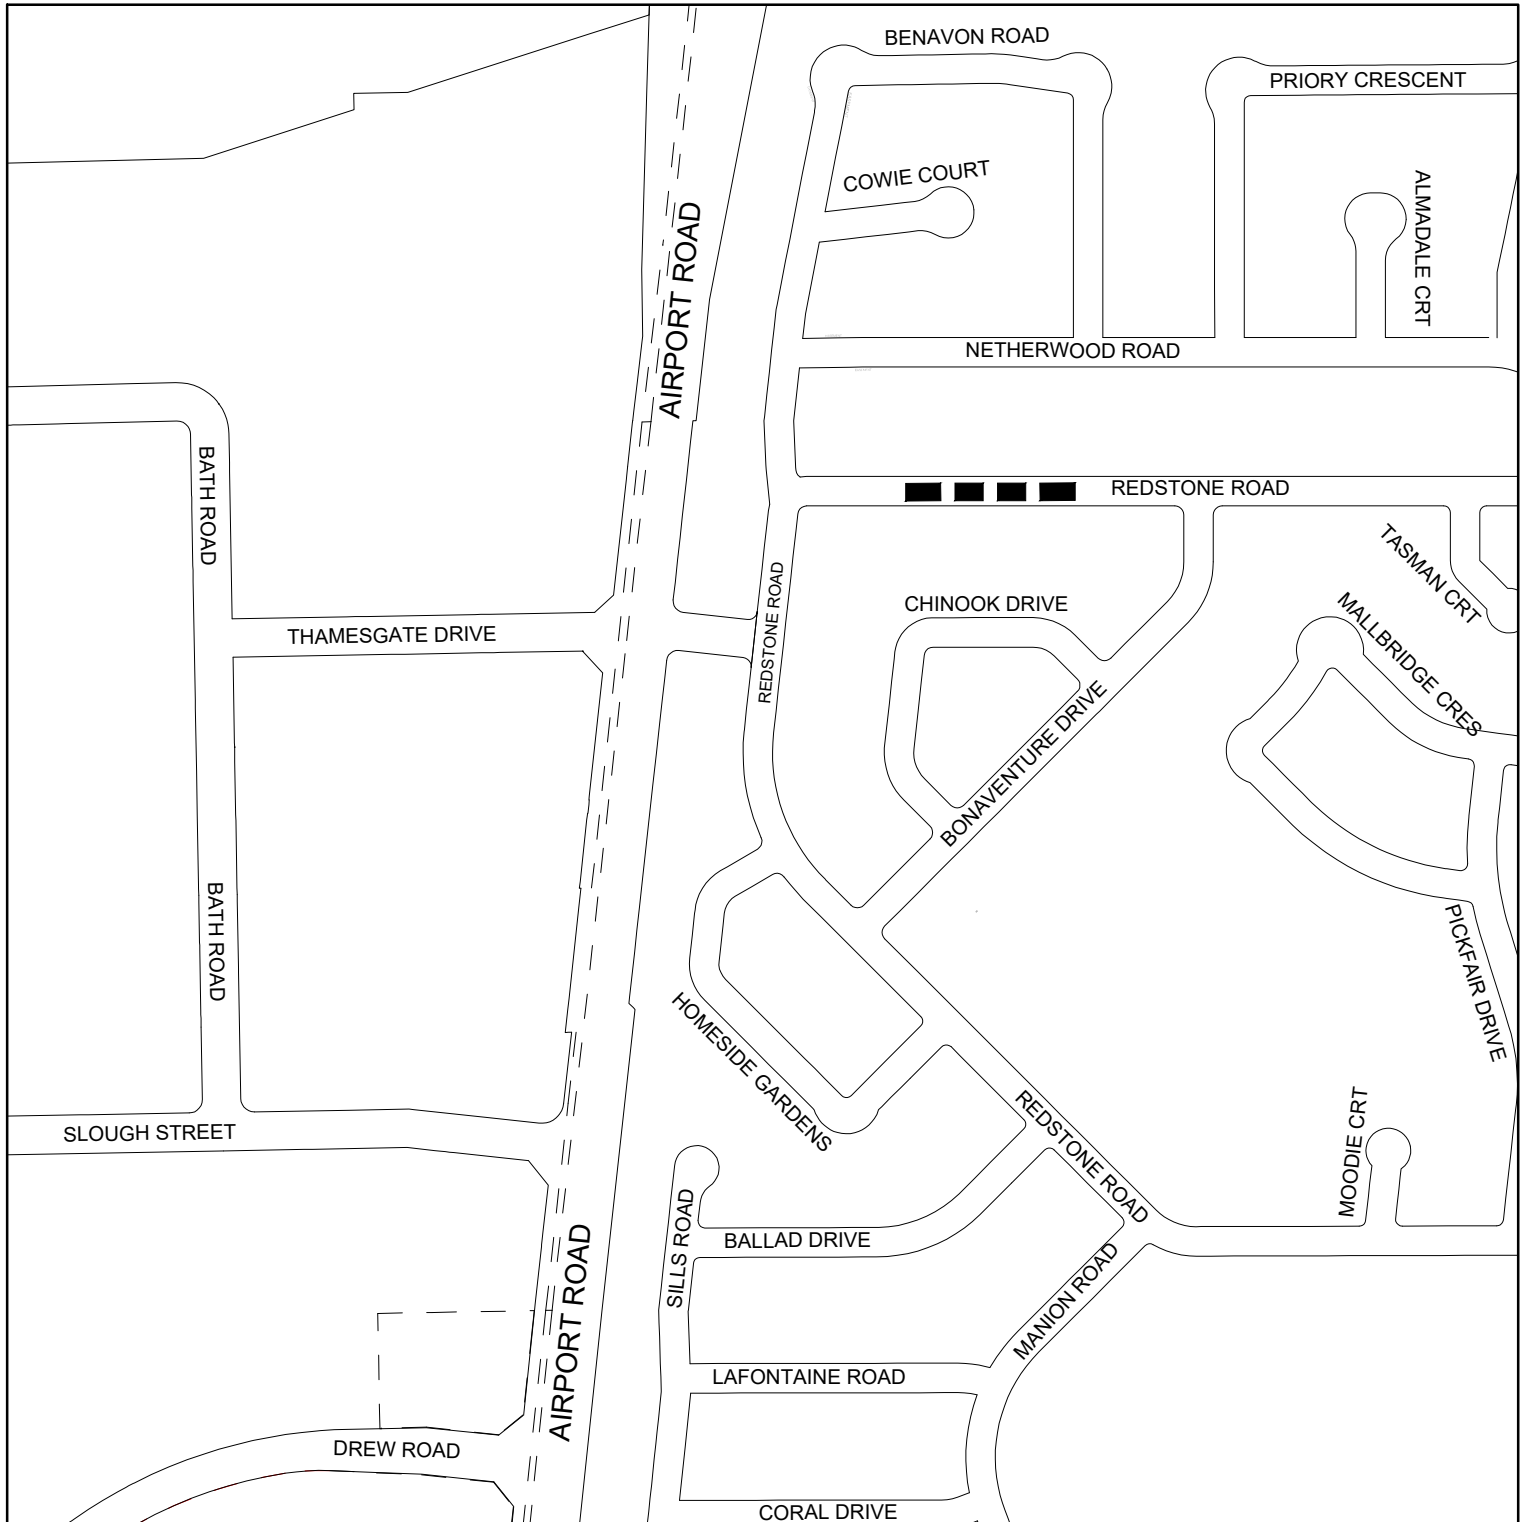 BENAVON ROAD
PRIORY CRESCENT
COWIE COURT
ALMADALE CRT
AIRPORT ROAD
NETHERWOOD ROAD
BATH ROAD
REDSTONE ROAD
TASMAN CRT
REDSTONE ROAD
CHINOOK DRIVE
MALLBRIDGE CRES
THAMESGATE DRIVE
BONAVENTURE DRIVE
BATH ROAD
PICKFAIR DRIVE
HOMESIDE GARDENS
REDSTONE ROAD
MOODIE CRT
SLOUGH STREET
SILLS ROAD
BALLAD DRIVE
AIRPORT ROAD
MANION ROAD
LAFONTAINE ROAD
DREW ROAD
CORAL DRIVE